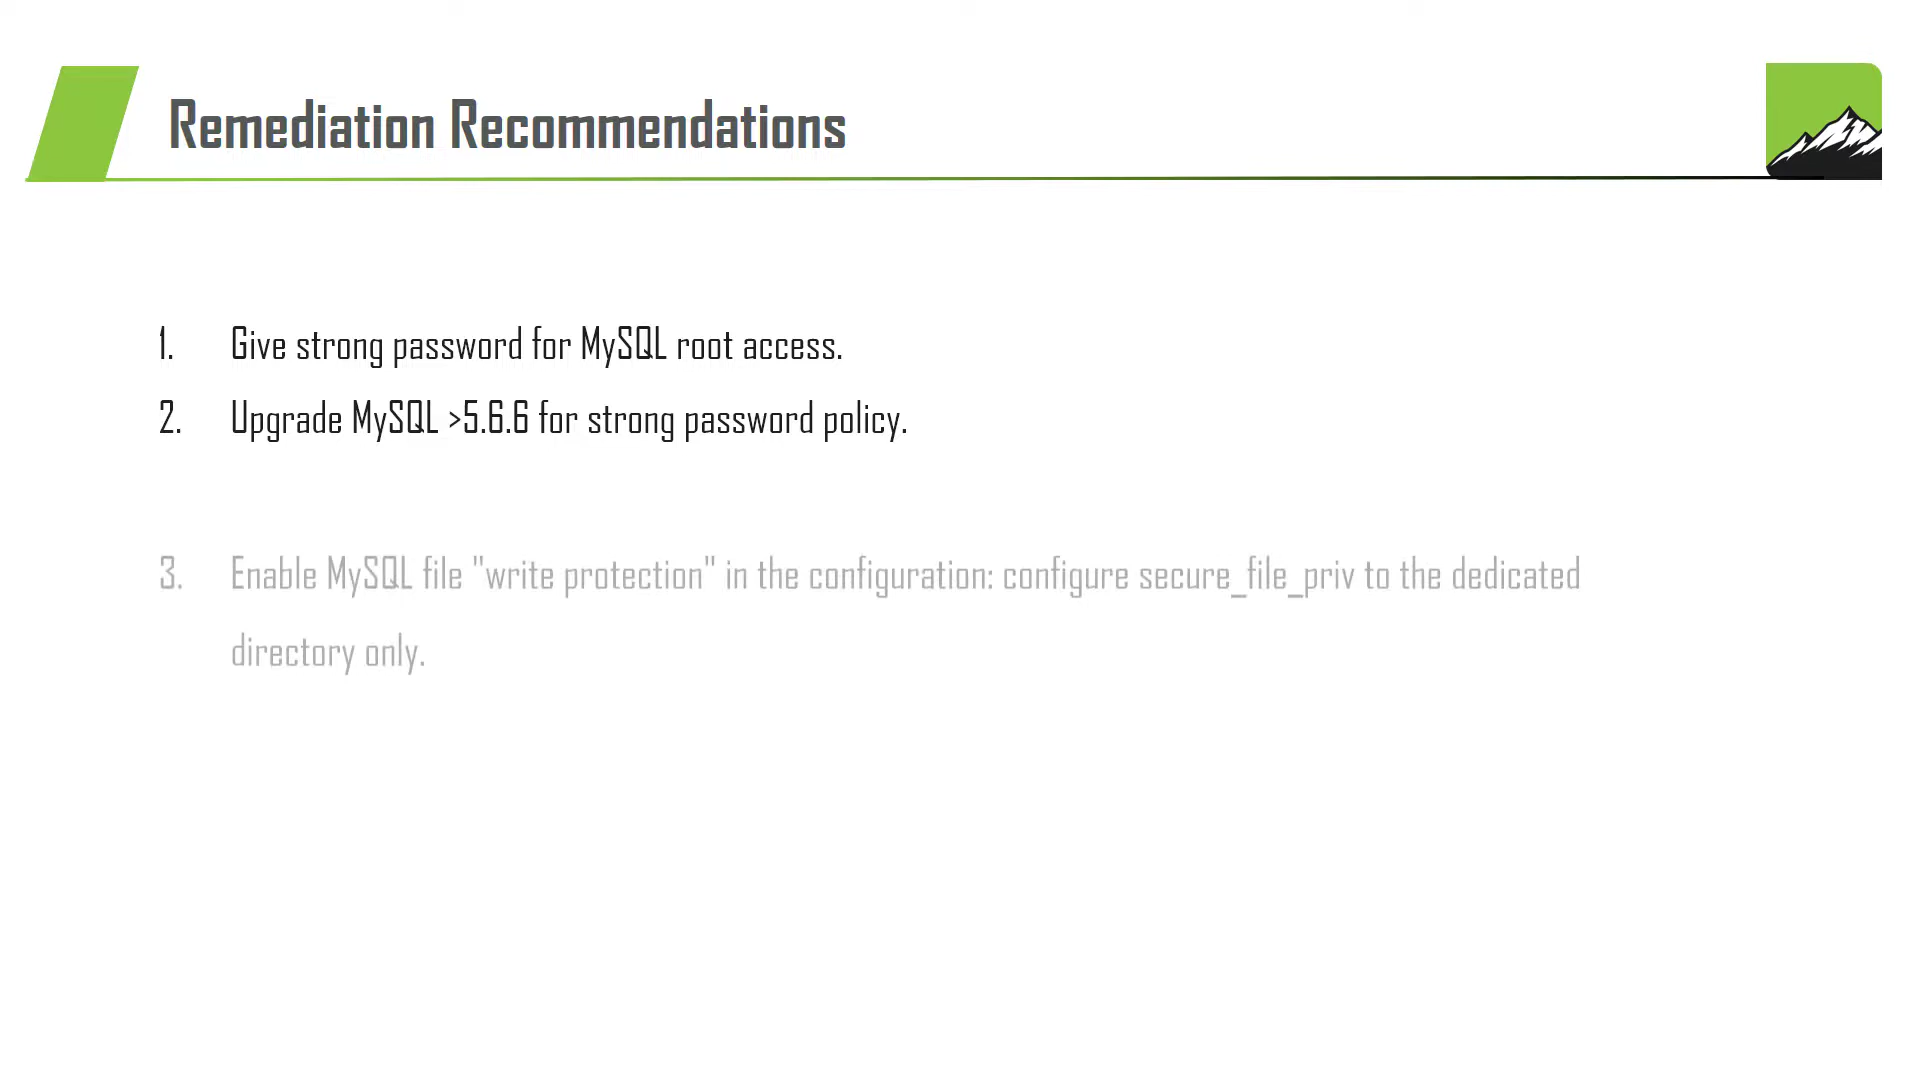 Remediation Recommendations
1. Give strong password for MySQL root access.
2. Upgrade MySQL >5.6.6 for strong password policy.
3. Enable MySQL file "write protection" in the configuration: configure secure_file_priv to the dedicated
directory only.